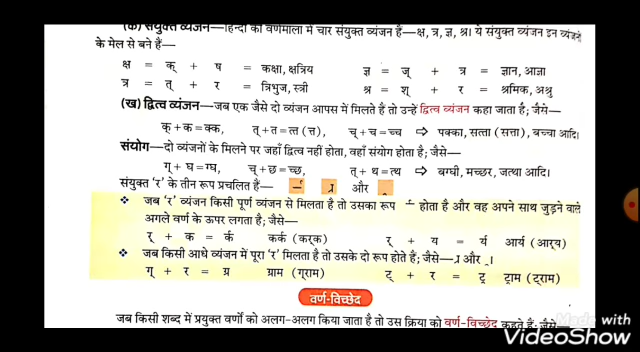 (क) संयुक्त व्यंजन—हिन्दी की वर्णमाला में चार संयुक्त व्यंजन हैं—क्ष, त्र, ज्ञ, श्र। ये संयुक्त व्यंजन इन व्यंजनों
के मेल से बने हैं—
क्ष = क् + ष = कक्षा, क्षत्रिय ज्ञ = ज् + ञ = ज्ञान, आज्ञा
त्र = त् + र = त्रिभुज, स्त्री श्र = श् + र = श्रमिक, अश्रु
(ख) द्वित्व व्यंजन—जब एक जैसे दो व्यंजन आपस में मिलते हैं तो उन्हें द्वित्व व्यंजन कहा जाता है; जैसे—
क् + क = क्क, त् + त = त्त (त्त), च् + च = च्च ⇨ पक्का, सत्ता (सत्ता), बच्चा आदि।
संयोग—दो व्यंजनों के मिलने पर जहाँ द्वित्व नहीं होता, वहाँ संयोग होता है; जैसे—
ग् + घ = ग्घ, च् + छ = च्छ, त् + थ = त्थ ⇨ बग्घी, मच्छर, जत्था आदि।
संयुक्त 'र' के तीन रूप प्रचलित हैं— र्  ्र और  ्र
❖ जब 'र' व्यंजन किसी पूर्ण व्यंजन से मिलता है तो उसका रूप र् होता है और वह अपने साथ जुड़ने वाले
अगले वर्ण के ऊपर लगता है; जैसे—
र् + क = र्क कर्क (कर्‌क) र् + य = र्य आर्य (आर्‌य)
❖ जब किसी आधे व्यंजन में पूरा 'र' मिलता है तो उसके दो रूप होते हैं; जैसे— ्र और ्र।
ग् + र = ग्र ग्राम (ग्‌राम) ट् + र = ट्र ट्राम (ट्‌राम)
वर्ण-विच्छेद
जब किसी शब्द में प्रयुक्त वर्णों को अलग-अलग किया जाता है तो उस क्रिया को वर्ण-विच्छेद कहते हैं; जैसे—
Made with
VideoShow